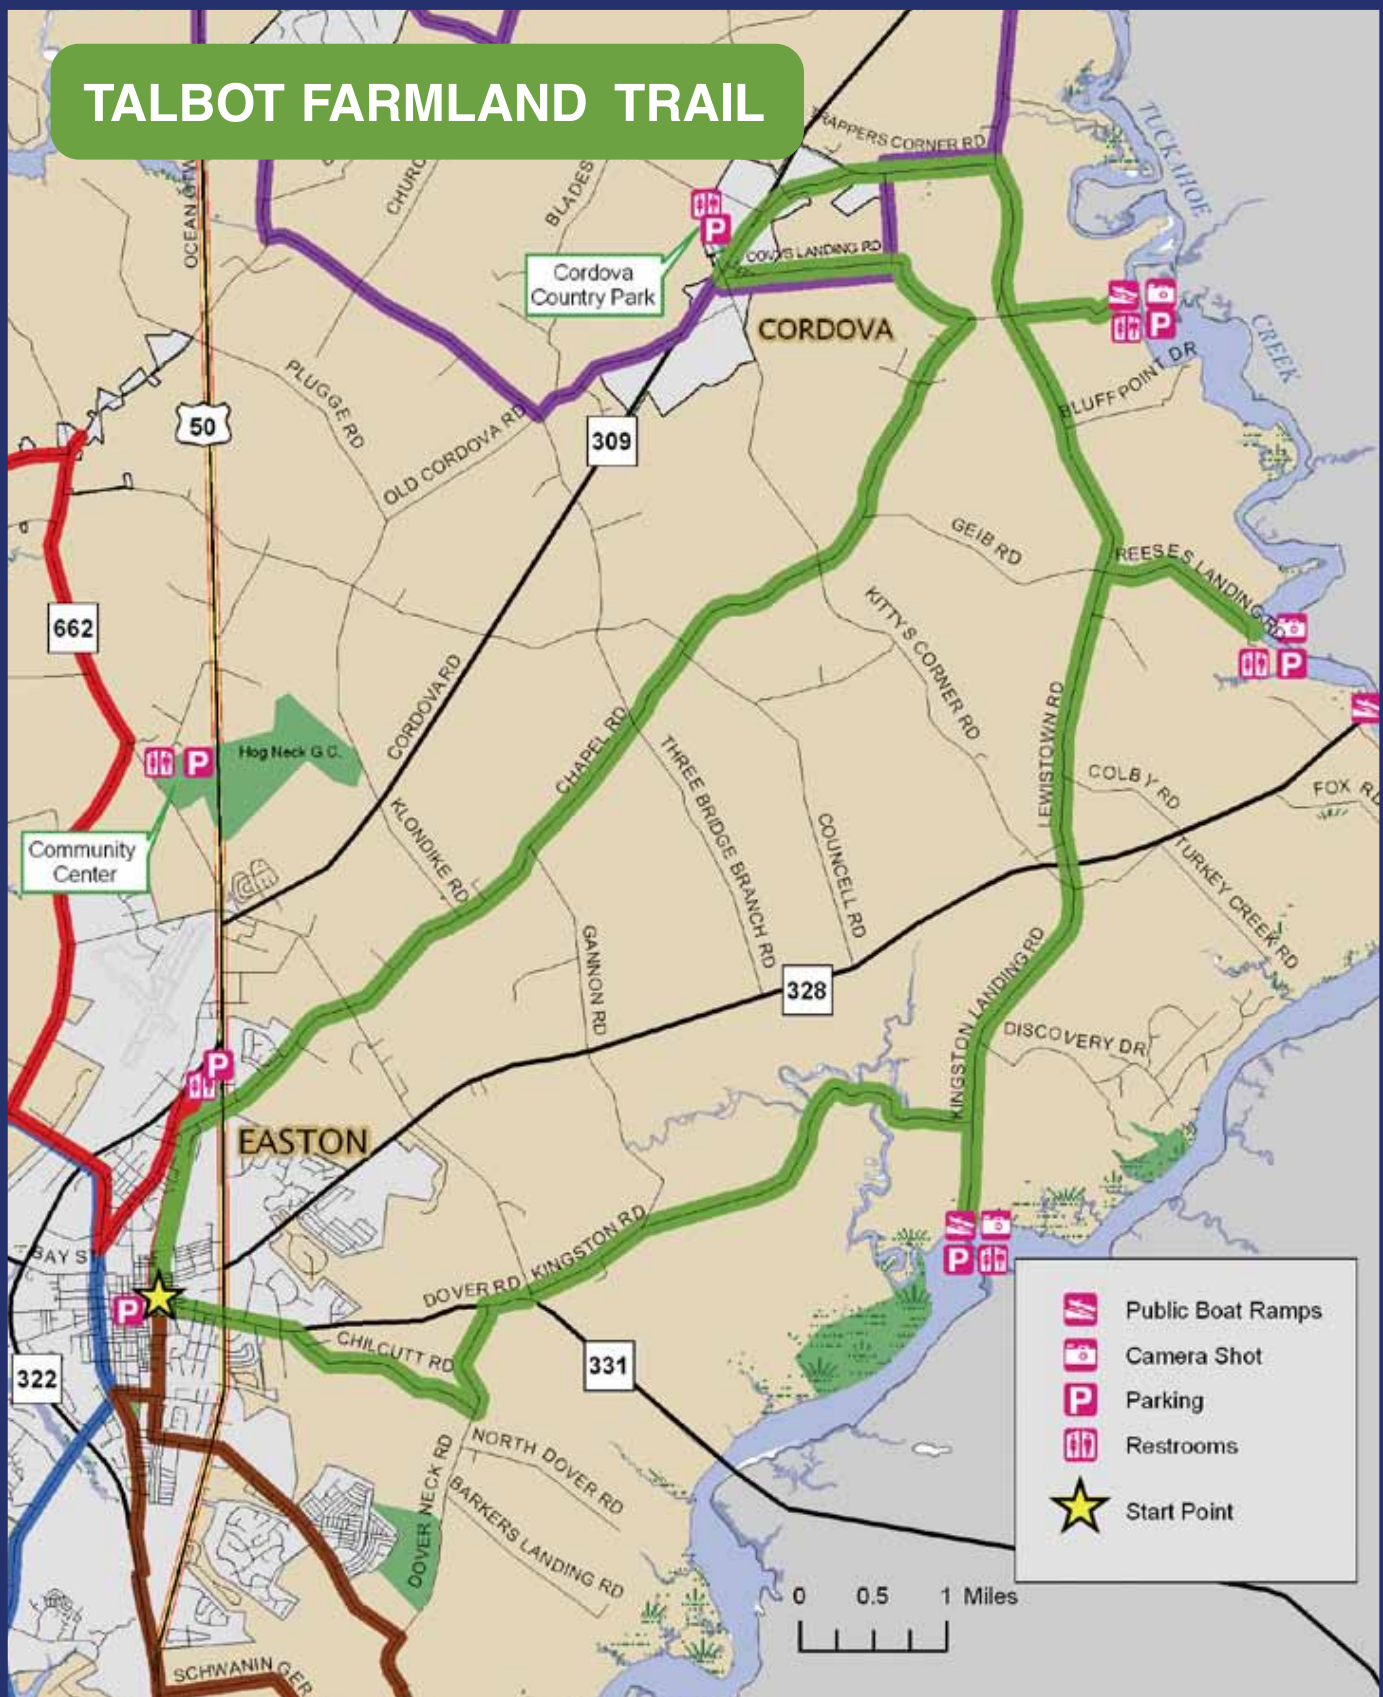 TALBOT FARMLAND TRAIL
TRAPPERS CORNER RD
TUCKAHOE
CREEK
CHURC
BLADES
P
LANDING RD
Cordova
Country Park
CORDOVA
P
BLUFF POINT DR
PLUGGE RD
50
OLD CORDOVA RD
309
GEIB RD
REESES LANDING RD
662
KITTYS CORNER RD
P
CORDOVA RD
LEWISTOWN RD
Hog Neck G.C.
P
CHAPEL RD
THREE BRIDGE BRANCH RD
COLBY RD
FOX RD
KLONDIKE RD
COUNCELL RD
TURKEY CREEK RD
Community
Center
GANNON RD
328
KINGSTON LANDING RD
DISCOVERY DR
P
EASTON
BAY ST
KINGSTON RD
DOVER RD
P
P
CHILCUTT RD
331
322
NORTH DOVER RD
DOVER NECK RD
BARKERS LANDING RD
SCHWANINGER
Public Boat Ramps
Camera Shot
P Parking
Restrooms
Start Point
0 0.5 1 Miles